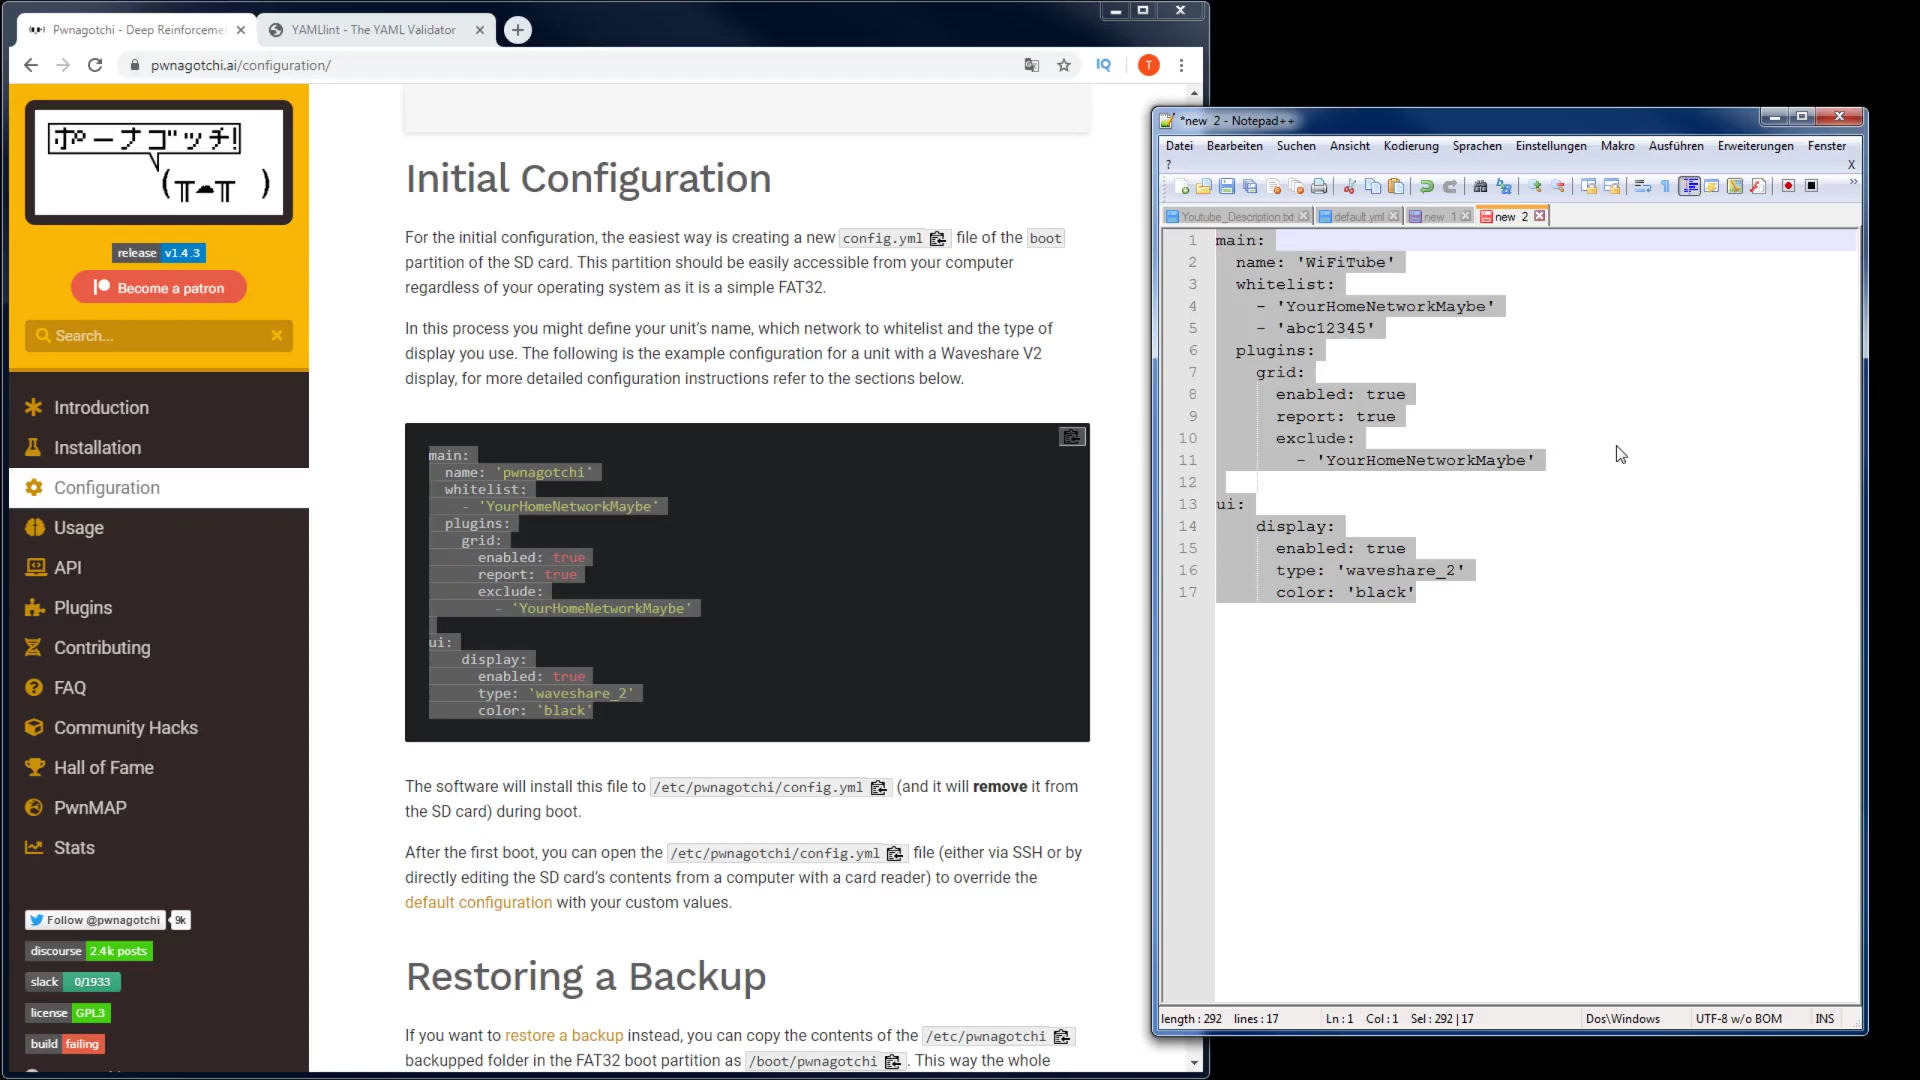 Pwnagotchi - Deep Reinforceme
YAMLlint - The YAML Validator
pwnagotchi.ai/configuration/
IQ
T
ポーナゴッチ!
release v1.4.3
Become a patron
Search...
Introduction
Installation
Configuration
Usage
API
Plugins
Contributing
FAQ
Community Hacks
Hall of Fame
PwnMAP
Stats
Follow @pwnagotchi 9k
discourse 2.4k posts
slack 0/1933
license GPL3
build failing
Initial Configuration
For the initial configuration, the easiest way is creating a new config.yml file of the boot
partition of the SD card. This partition should be easily accessible from your computer
regardless of your operating system as it is a simple FAT32.
In this process you might define your unit's name, which network to whitelist and the type of
display you use. The following is the example configuration for a unit with a Waveshare V2
display, for more detailed configuration instructions refer to the sections below.
main:
name: 'pwnagotchi'
whitelist:
- 'YourHomeNetworkMaybe'
plugins:
grid:
enabled: true
report: true
exclude:
- 'YourHomeNetworkMaybe'
ui:
display:
enabled: true
type: 'waveshare_2'
color: 'black'
The software will install this file to /etc/pwnagotchi/config.yml (and it will remove it from
the SD card) during boot.
After the first boot, you can open the /etc/pwnagotchi/config.yml file (either via SSH or by
directly editing the SD card's contents from a computer with a card reader) to override the
default configuration with your custom values.
Restoring a Backup
If you want to restore a backup instead, you can copy the contents of the /etc/pwnagotchi
backupped folder in the FAT32 boot partition as /boot/pwnagotchi . This way the whole
*new 2 - Notepad++
Datei Bearbeiten Suchen Ansicht Kodierung Sprachen Einstellungen Makro Ausführen Erweiterungen Fenster
? X
Youtube_Description.txt default.yml new 1 new 2
1 main:
2 name: 'WiFiTube'
3 whitelist:
4 - 'YourHomeNetworkMaybe'
5 - 'abc12345'
6 plugins:
7 grid:
8 enabled: true
9 report: true
10 exclude:
11 - 'YourHomeNetworkMaybe'
12
13 ui:
14 display:
15 enabled: true
16 type: 'waveshare_2'
17 color: 'black'
length : 292 lines : 17 Ln : 1 Col : 1 Sel : 292 | 17 Dos\Windows UTF-8 w/o BOM INS